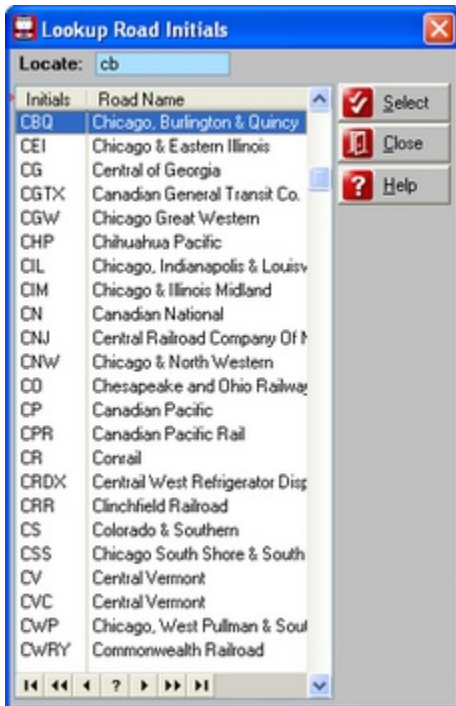 Lookup Road Initials
Locate: cb
Initials Road Name
CBQ Chicago, Burlington & Quincy
CEI Chicago & Eastern Illinois
CG Central of Georgia
CGTX Canadian General Transit Co.
CGW Chicago Great Western
CHP Chihuahua Pacific
CIL Chicago, Indianapolis & Louisv
CIM Chicago & Illinois Midland
CN Canadian National
CNJ Central Railroad Company Of N
CNW Chicago & North Western
CO Chesapeake and Ohio Railway
CP Canadian Pacific
CPR Canadian Pacific Rail
CR Conrail
CRDX Centrail West Refrigerator Disp
CRR Clinchfield Railroad
CS Colorado & Southern
CSS Chicago South Shore & South
CV Central Vermont
CVC Central Vermont
CWP Chicago, West Pullman & Sout
CWRY Commonwealth Railroad
Select
Close
? Help
?